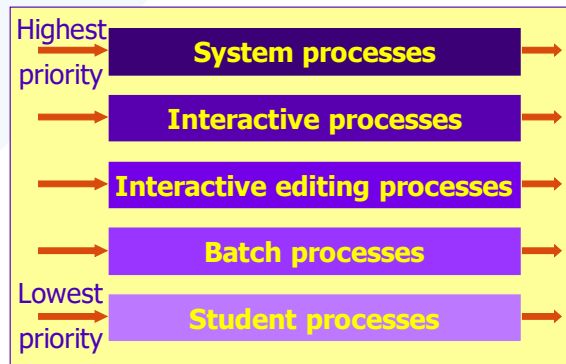 Highest
priority
System processes
Interactive processes
Interactive editing processes
Batch processes
Lowest
priority
Student processes